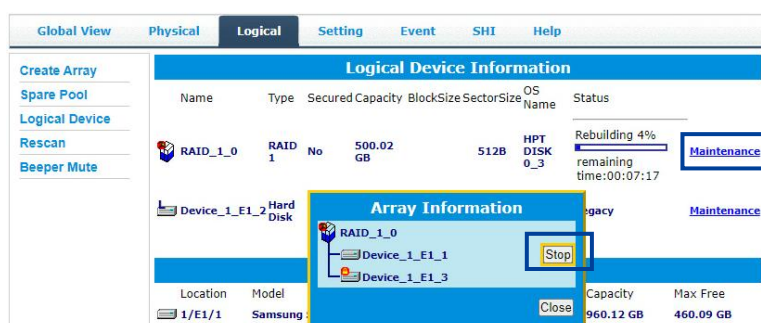 Global View Physical Logical Setting Event SHI Help
Create Array
Spare Pool
Logical Device
Rescan
Beeper Mute
Logical Device Information
Name Type Secured Capacity BlockSize SectorSize OS Name Status
RAID_1_0 RAID 1 No 500.02 GB 512B HPT DISK 0_3 Rebuilding 4% remaining time:00:07:17 Maintenance
Device_1_E1_2 Hard Disk Maintenance
Array Information
RAID_1_0
Device_1_E1_1 Stop
Device_1_E1_3
Close
Location Model Capacity Max Free
1/E1/1 Samsung 960.12 GB 460.09 GB